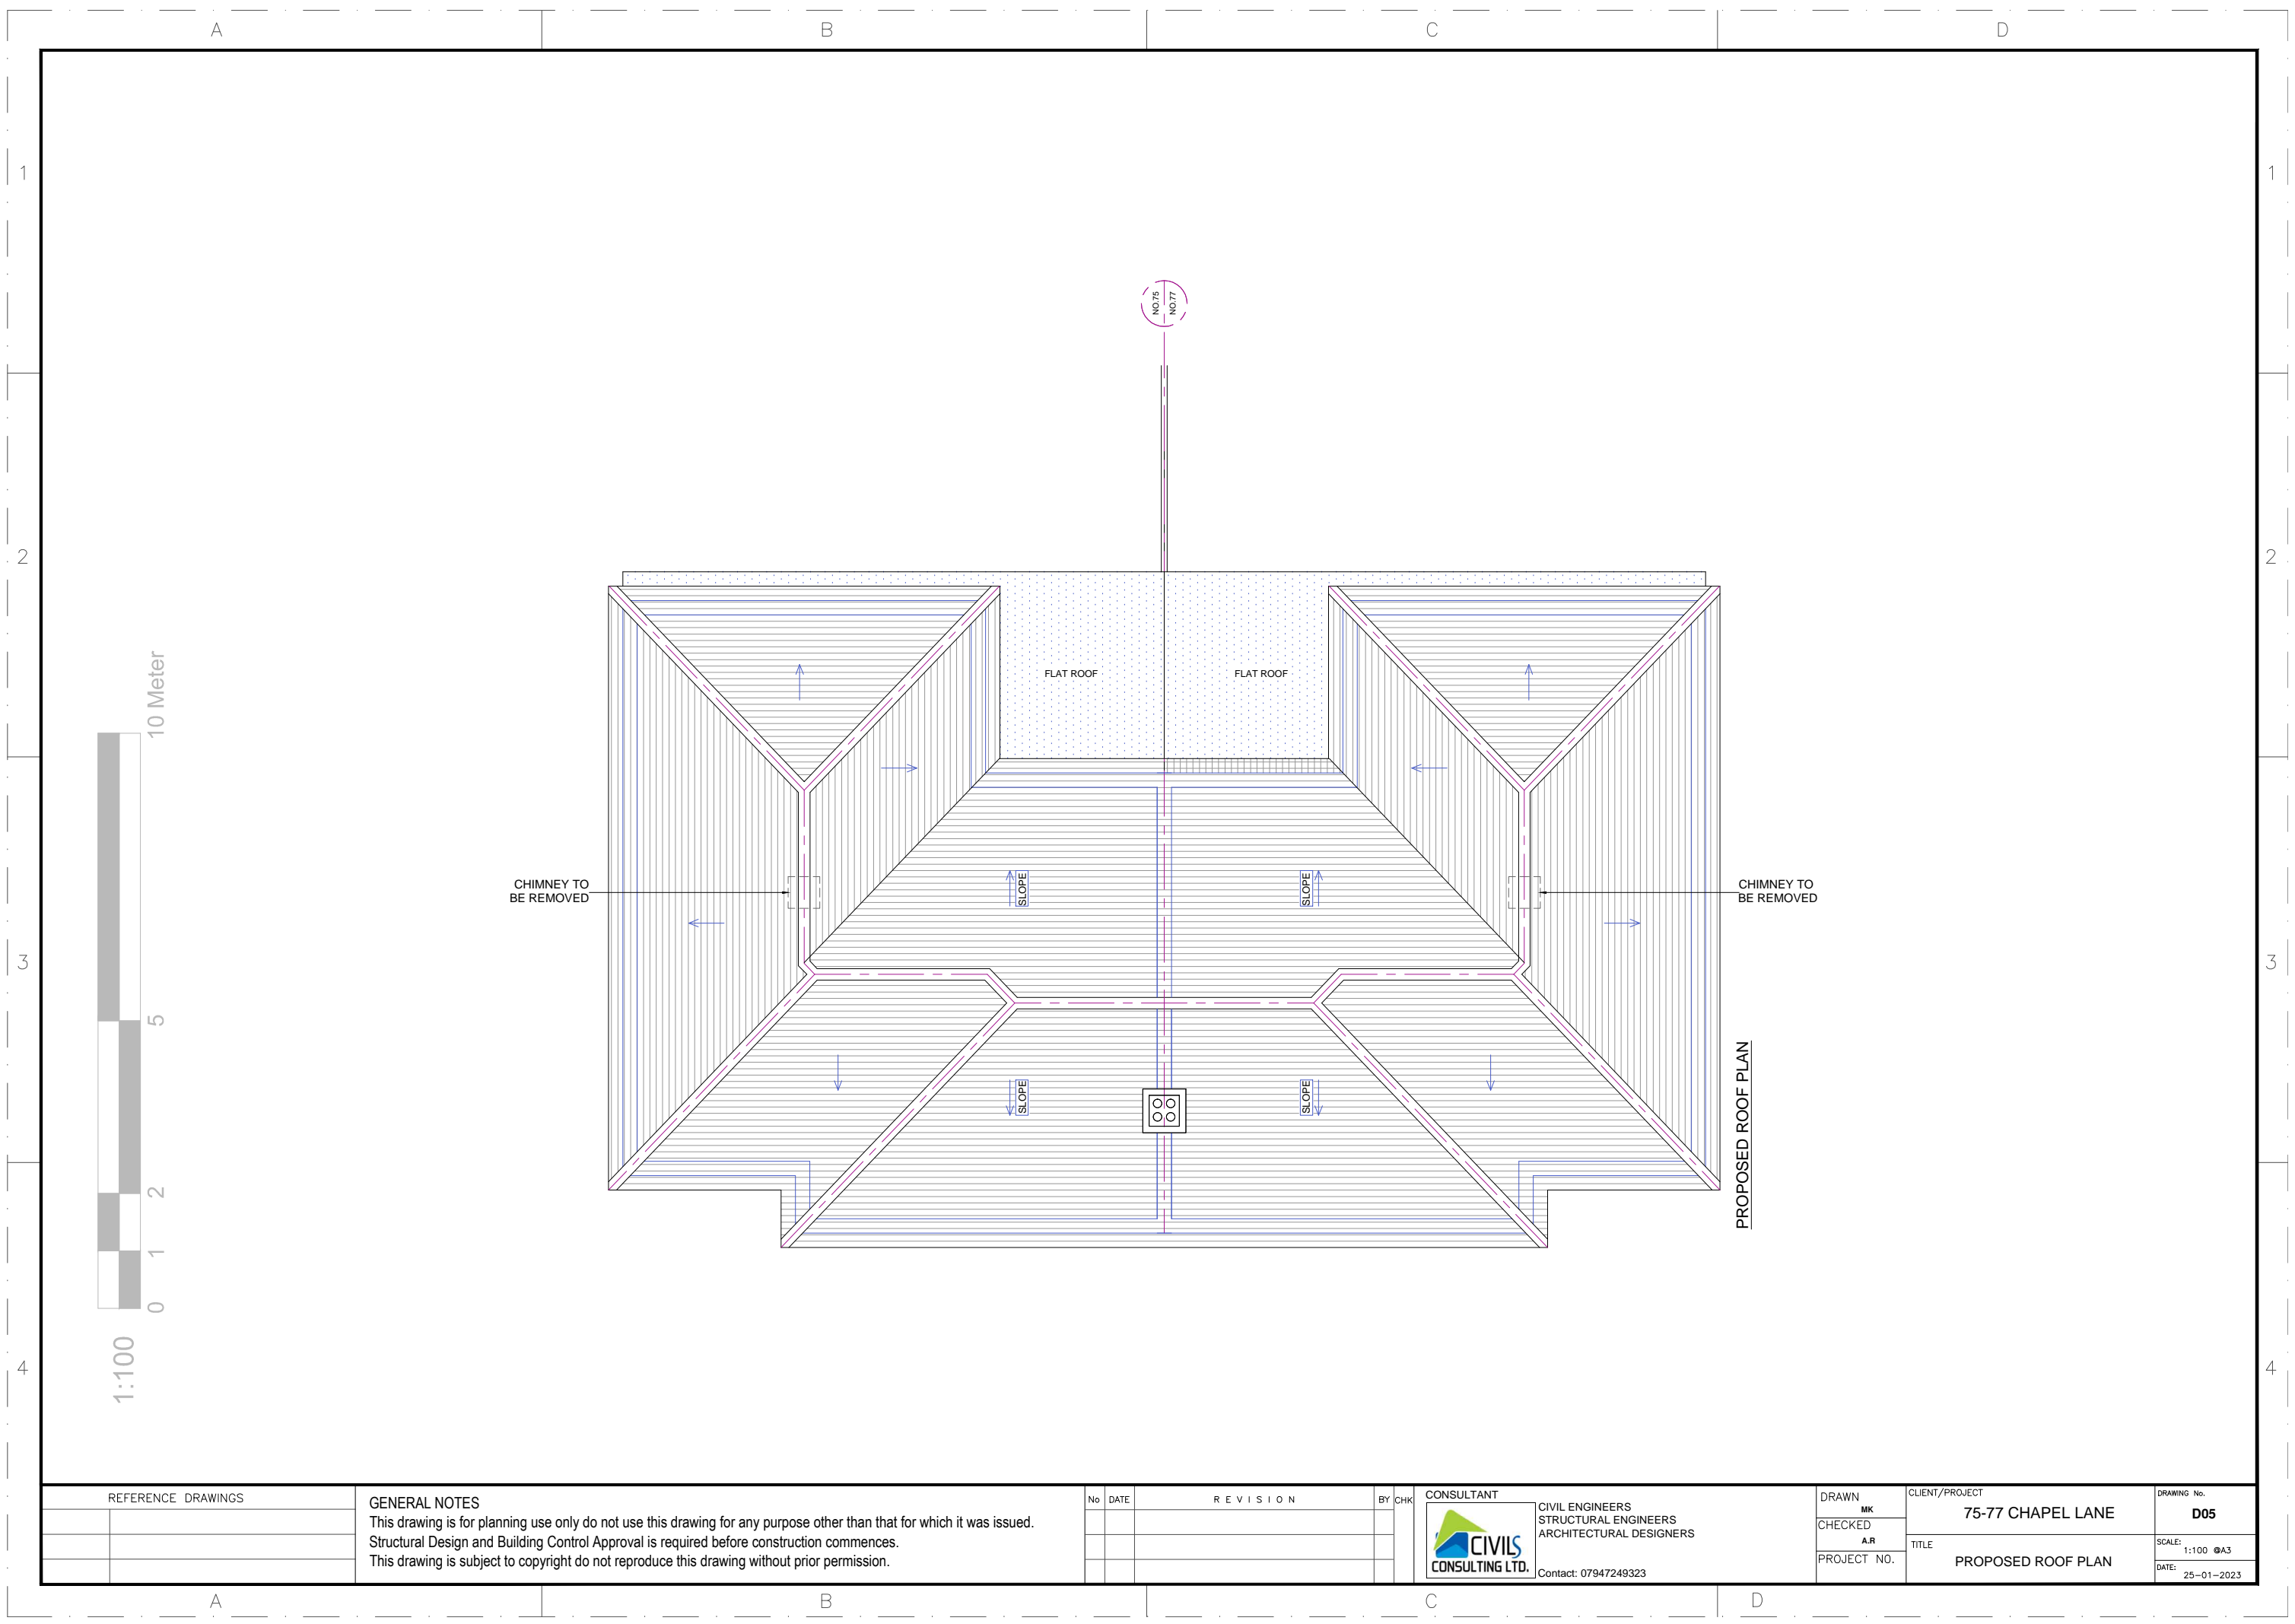 A
B
C
D
1
1
NO.75
NO.77
2
2
10 Meter
FLAT ROOF
FLAT ROOF
CHIMNEY TO
BE REMOVED
SLOPE
SLOPE
CHIMNEY TO
BE REMOVED
3
3
5
SLOPE
SLOPE
PROPOSED ROOF PLAN
2
1
0
1:100
4
4
REFERENCE DRAWINGS
GENERAL NOTES
This drawing is for planning use only do not use this drawing for any purpose other than that for which it was issued.
Structural Design and Building Control Approval is required before construction commences.
This drawing is subject to copyright do not reproduce this drawing without prior permission.
No DATE REVISION BY CHK
CONSULTANT
CIVILS
CONSULTING LTD.
CIVIL ENGINEERS
STRUCTURAL ENGINEERS
ARCHITECTURAL DESIGNERS
Contact: 07947249323
DRAWN
MK
CHECKED
A.R
PROJECT NO.
CLIENT/PROJECT
75-77 CHAPEL LANE
TITLE
PROPOSED ROOF PLAN
DRAWING No.
D05
SCALE:
1:100 @A3
DATE:
25-01-2023
A
B
C
D